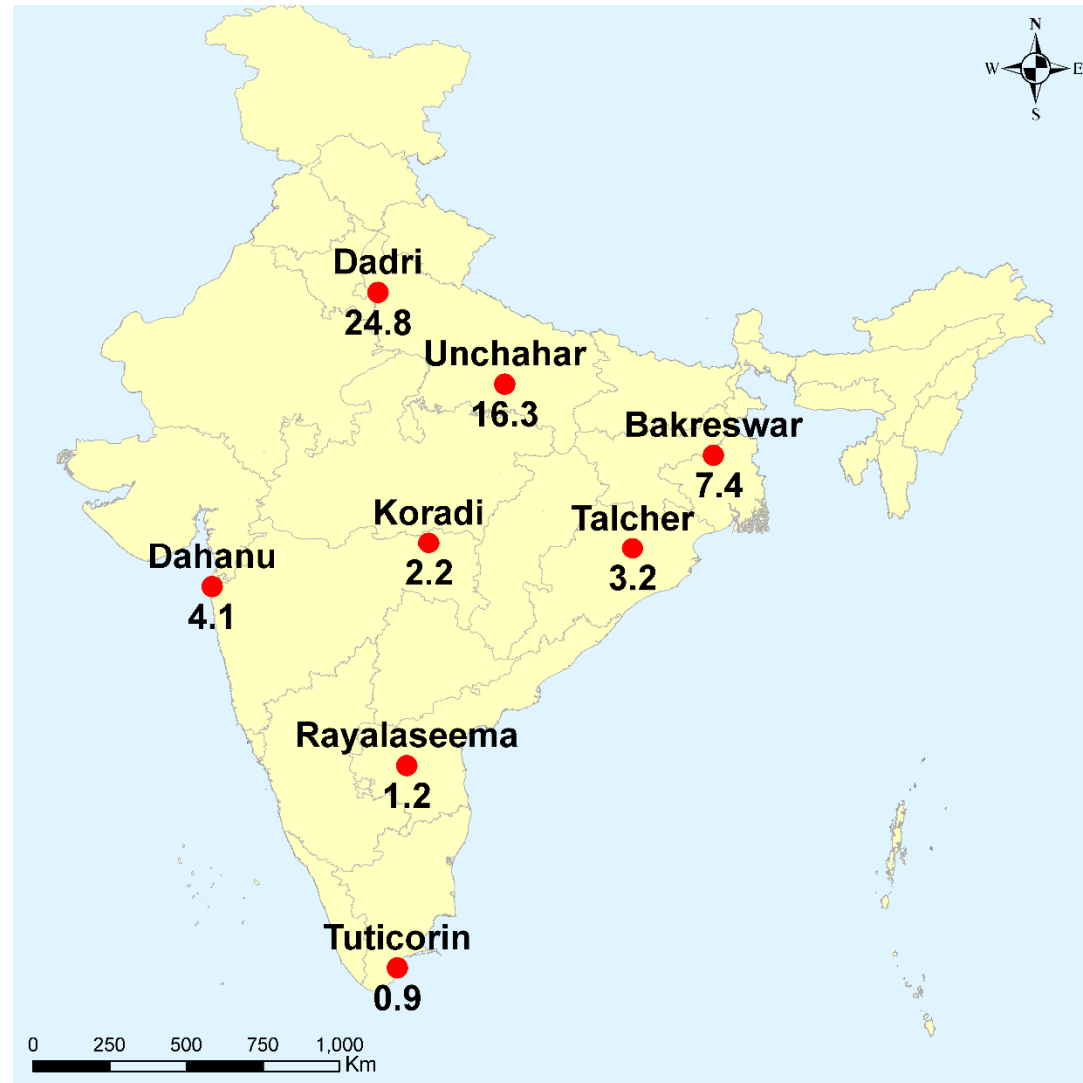 N
W E
S
Dadri
24.8
Unchahar
16.3
Bakreswar
7.4
Koradi
2.2
Talcher
3.2
Dahanu
4.1
Rayalaseema
1.2
Tuticorin
0.9
0 250 500 750 1,000
Km